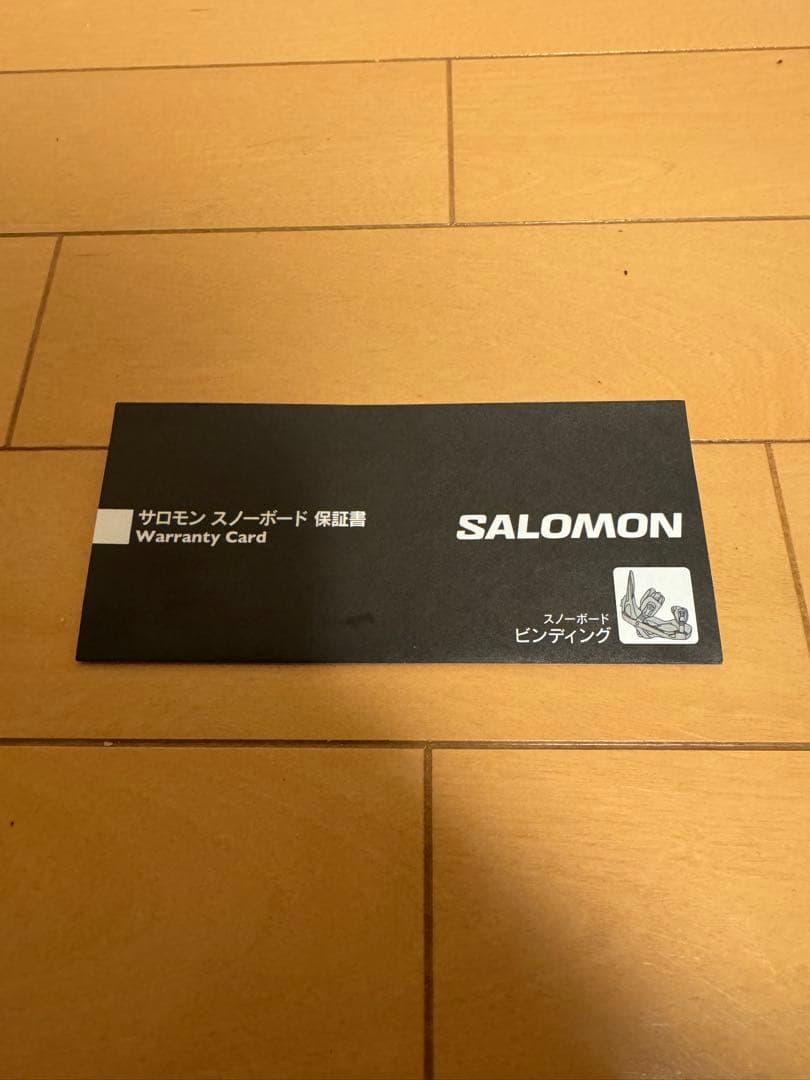 サロモン スノーボード 保証書
Warranty Card
SALOMON
スノーボード
ビンディング